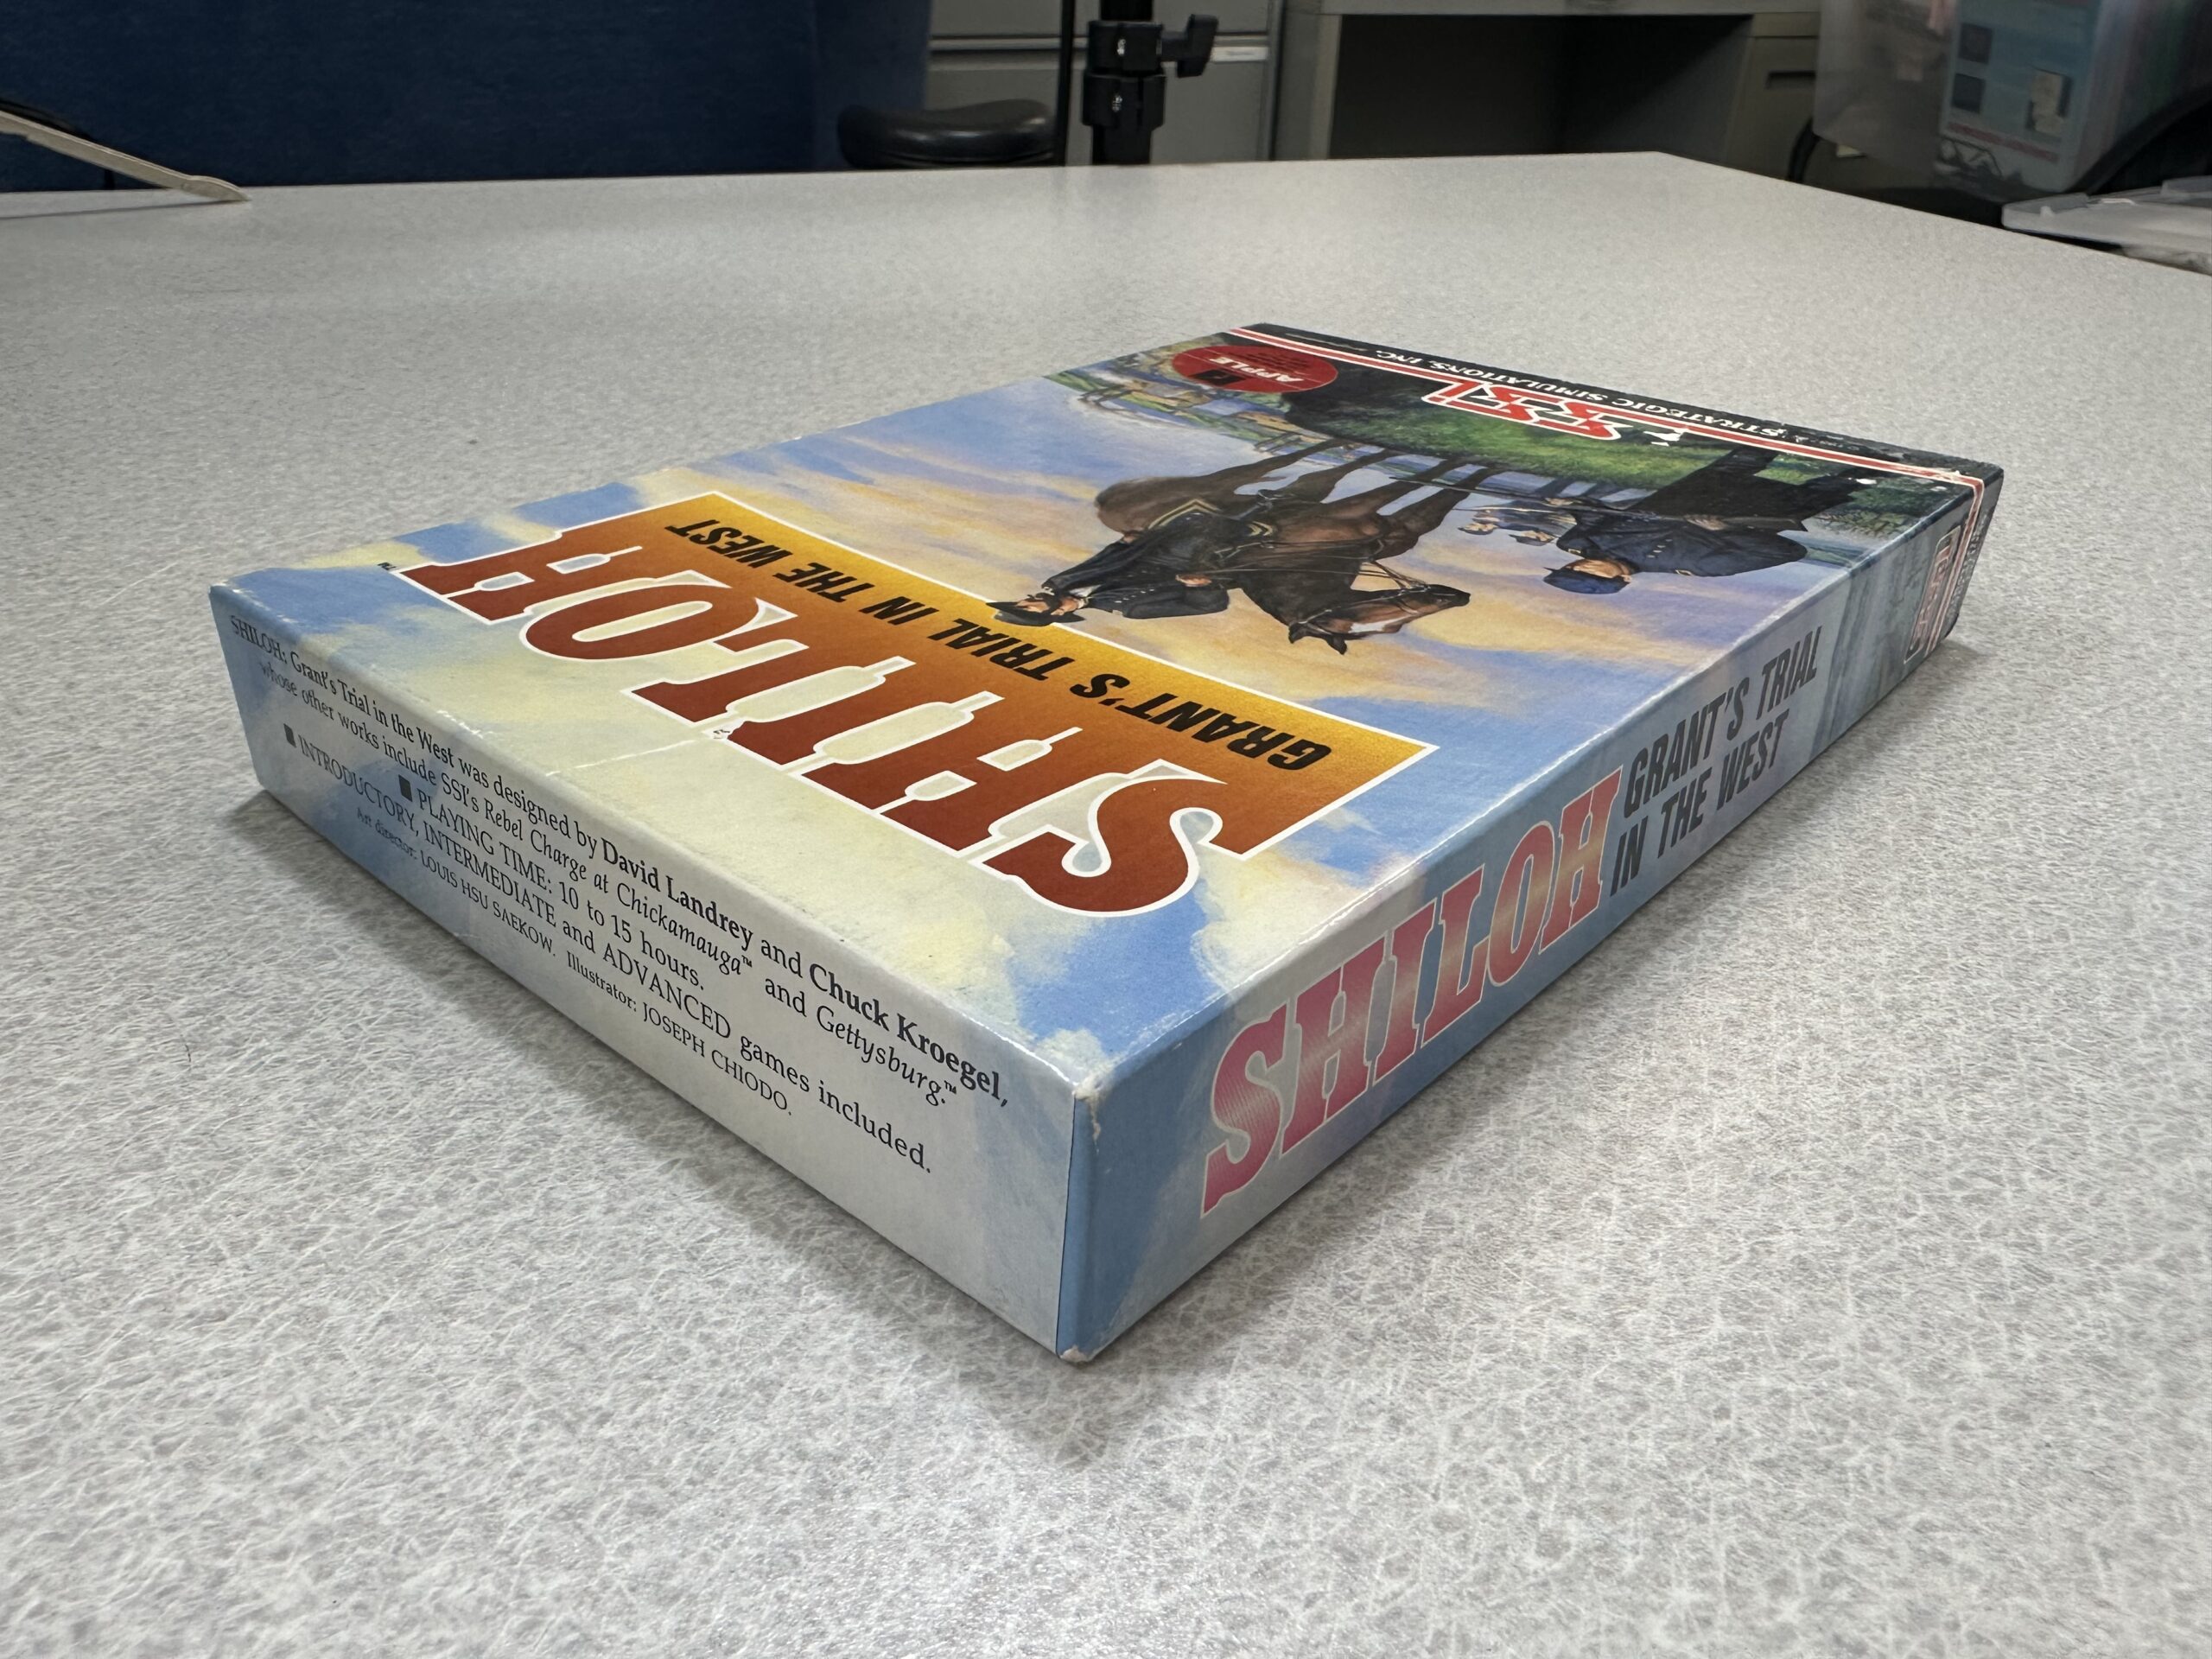 SHILOH: Grant's Trial in the West was designed by David Landrey and Chuck Kroegel,
whose other works include SSI's Rebel Charge at Chickamauga™ and Gettysburg.™
■ PLAYING TIME: 10 to 15 hours.
■ INTRODUCTORY, INTERMEDIATE and ADVANCED games included.
Art director: LOUIS HSU SAEKOW. Illustrator: JOSEPH CHIODO.
SHILOH™
GRANT'S TRIAL IN THE WEST
APPLE
SSI
STRATEGIC SIMULATIONS, INC.
SHILOH
GRANT'S TRIAL
IN THE WEST